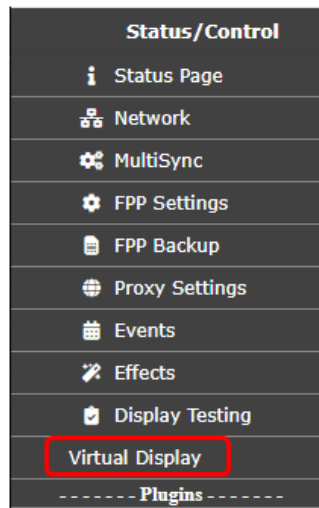 Status/Control
Status Page
Network
MultiSync
FPP Settings
FPP Backup
Proxy Settings
Events
Effects
Display Testing
Virtual Display
------- Plugins -------